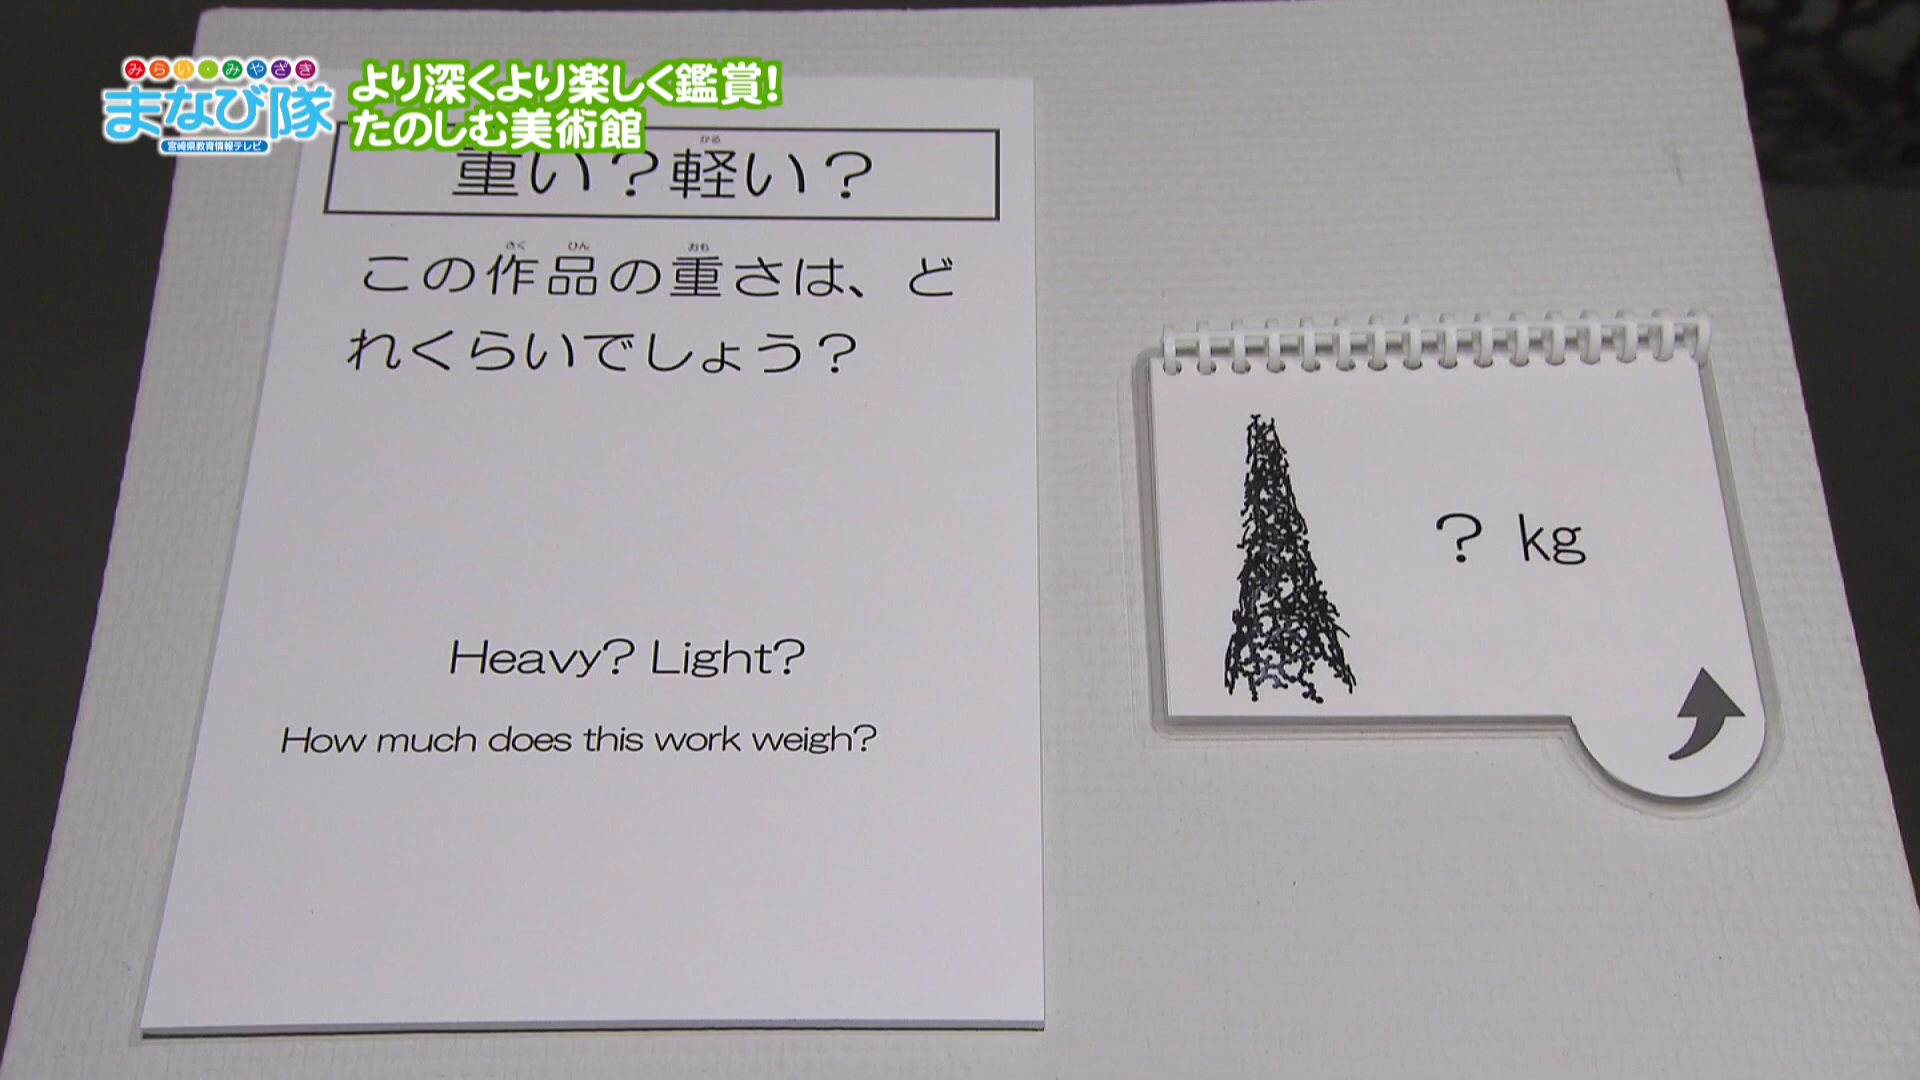 みらい・みやざき
まなび隊
宮崎県教育情報テレビ
より深くより楽しく鑑賞!
たのしむ美術館
かる
重い?軽い?
さく ひん おも
この作品の重さは、ど
れくらいでしょう?
Heavy? Light?
How much does this work weigh?
? kg